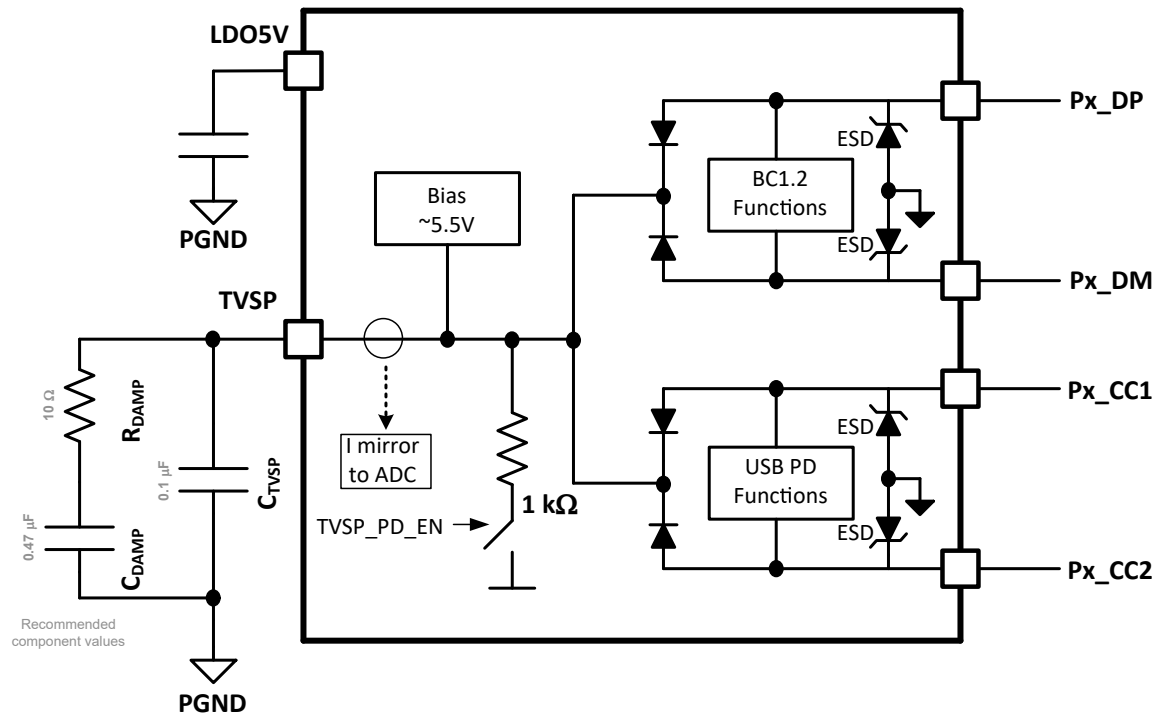 LDO5V
PGND
TVSP
10 Ω
RDAMP
0.1 µF
CTVSP
0.47 µF
CDAMP
Recommended
component values
PGND
Bias
~5.5V
I mirror
to ADC
1 kΩ
TVSP_PD_EN
BC1.2
Functions
ESD
ESD
Px_DP
Px_DM
USB PD
Functions
ESD
ESD
Px_CC1
Px_CC2